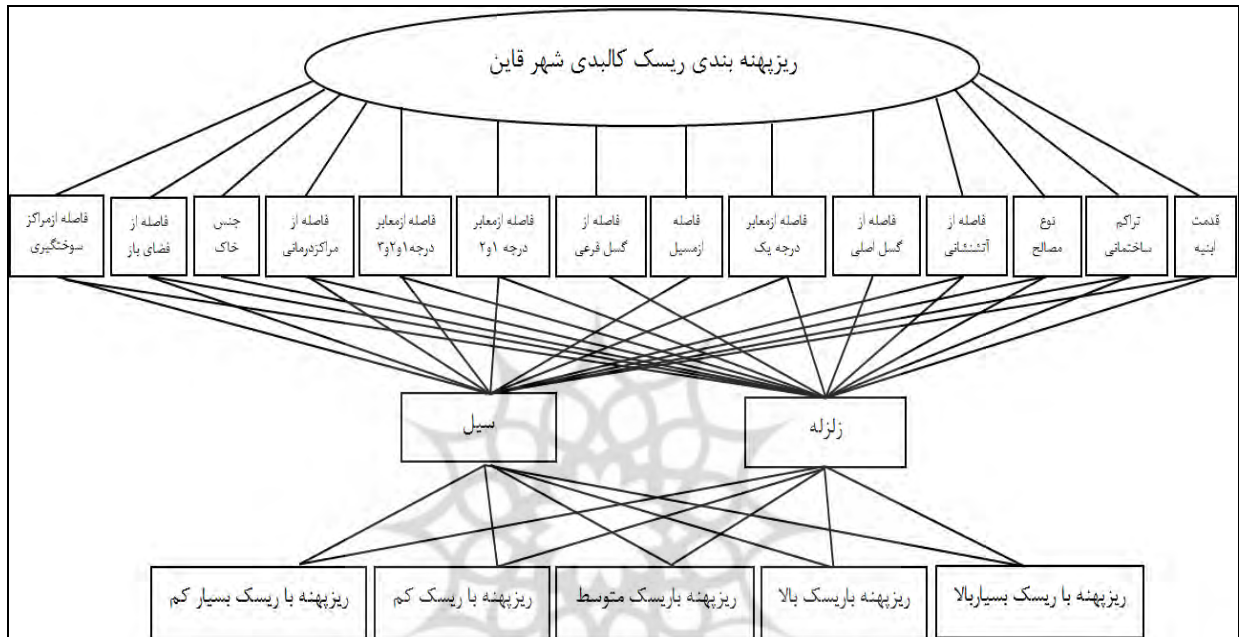 ریزپهنه بندی ریسک کالبدی شهر قاین
قدمت
ابنیه
تراکم
ساختمانی
نوع
مصالح
فاصله از
آتشنشانی
فاصله از
گسل اصلی
فاصله ازمعابر
درجه یک
فاصله
ازمسیل
فاصله از
گسل فرعی
فاصله ازمعابر
درجه ۱و۲
فاصله ازمعابر
درجه۱و۲و۳
فاصله از
مراکزدرمانی
جنس
خاک
فاصله از
فضای باز
فاصله ازمراکز
سوختگیری
زلزله
سیل
ریزپهنه با ریسک بسیاربالا
ریزپهنه باریسک بالا
ریزپهنه باریسک متوسط
ریزپهنه با ریسک کم
ریزپهنه با ریسک بسیار کم